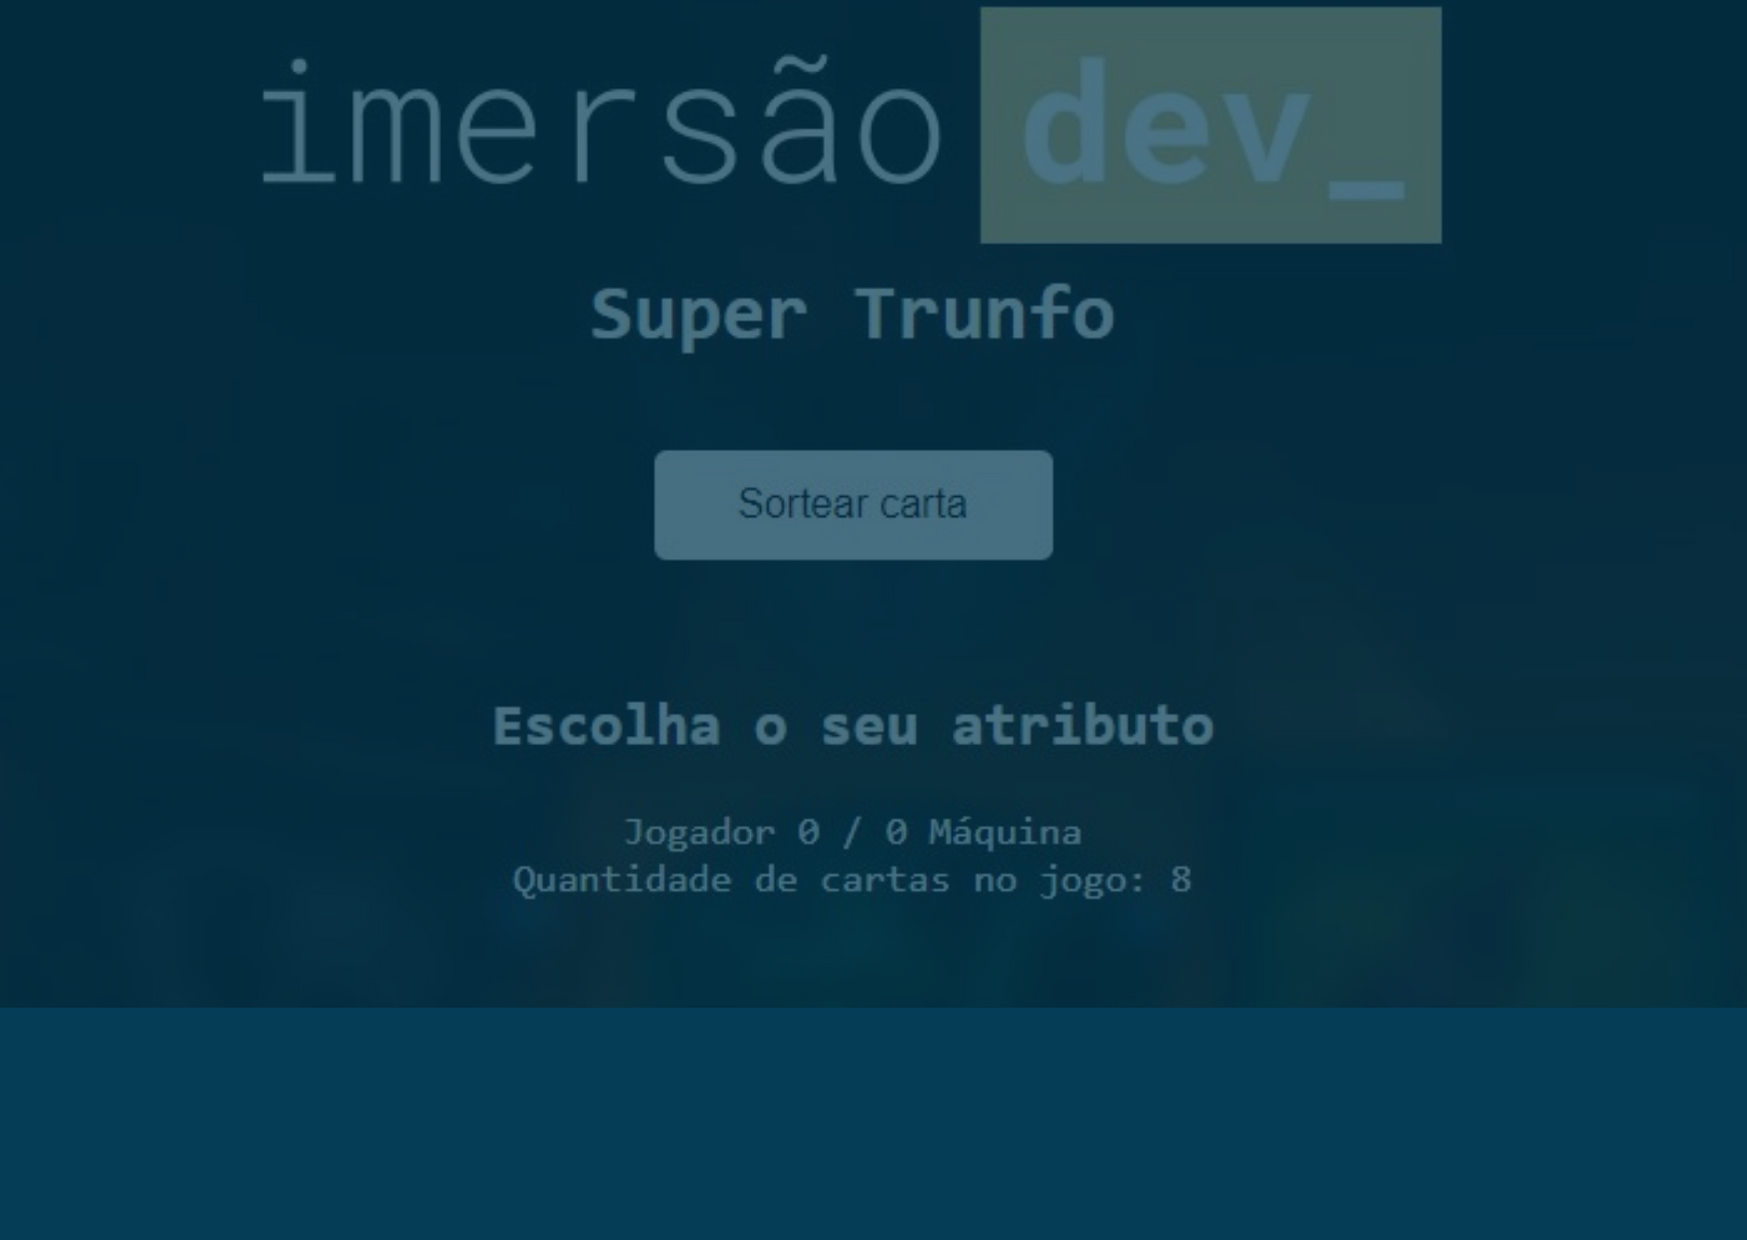 imersão dev_
Super Trunfo
Sortear carta
Escolha o seu atributo
Jogador 0 / 0 Máquina
Quantidade de cartas no jogo: 8